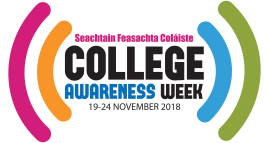 Seachtain Feasachta Coláiste
COLLEGE
AWARENESS WEEK
19-24 NOVEMBER 2018